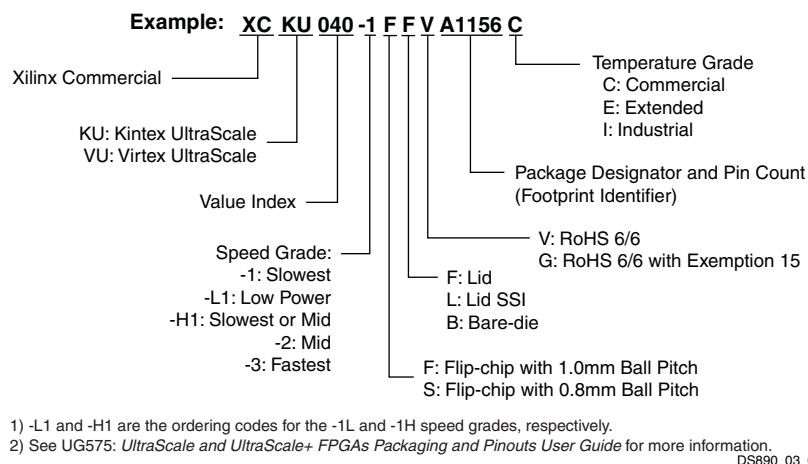 Example: XC KU 040 -1 F F V A1156 C
Xilinx Commercial
KU: Kintex UltraScale
VU: Virtex UltraScale
Value Index
Speed Grade:
-1: Slowest
-L1: Low Power
-H1: Slowest or Mid
-2: Mid
-3: Fastest
Temperature Grade
C: Commercial
E: Extended
I: Industrial
Package Designator and Pin Count
(Footprint Identifier)
V: RoHS 6/6
G: RoHS 6/6 with Exemption 15
F: Lid
L: Lid SSI
B: Bare-die
F: Flip-chip with 1.0mm Ball Pitch
S: Flip-chip with 0.8mm Ball Pitch
1) -L1 and -H1 are the ordering codes for the -1L and -1H speed grades, respectively.
2) See UG575: UltraScale and UltraScale+ FPGAs Packaging and Pinouts User Guide for more information.
DS890_03_